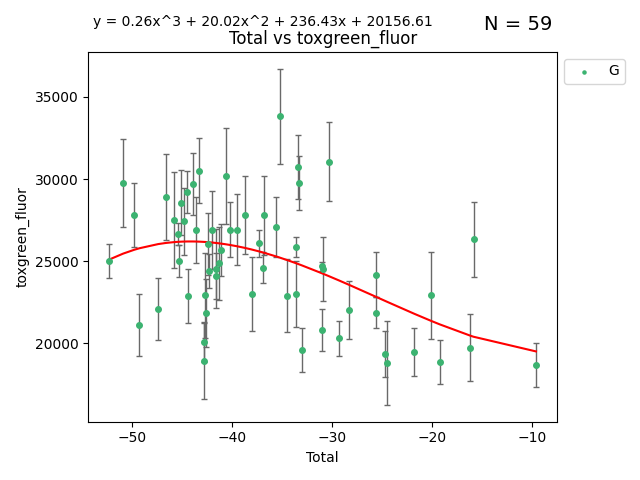 y = 0.26x^3 + 20.02x^2 + 236.43x + 20156.61
N = 59
Total vs toxgreen_fluor
G
toxgreen_fluor
35000
30000
25000
20000
−50 −40 −30 −20 −10
Total